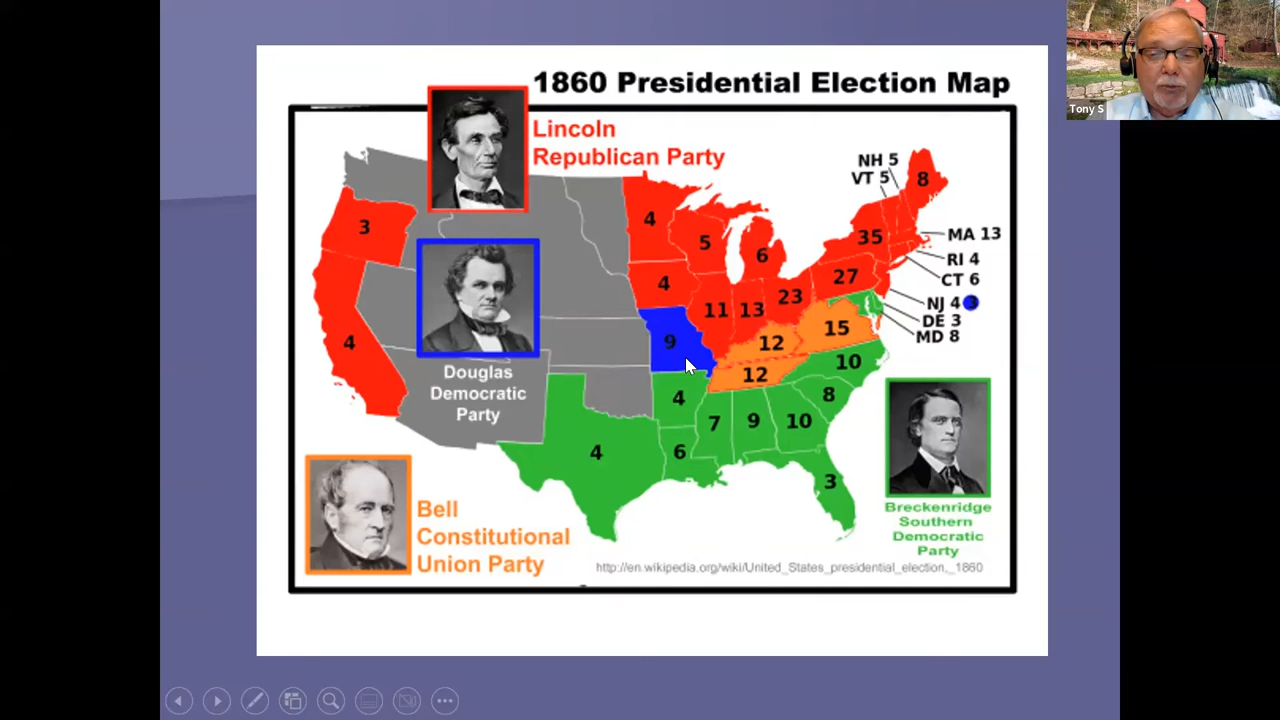 1860 Presidential Election Map
Tony S
Lincoln
Republican Party
NH 5
VT 5
8
3
4
5
6
35
MA 13
RI 4
CT 6
27
4
11
13
23
NJ 4 3
DE 3
MD 8
4
9
12
15
12
10
Douglas
Democratic
Party
4
8
7
9
10
4
6
3
Bell
Constitutional
Union Party
Breckenridge
Southern
Democratic
Party
http://en.wikipedia.org/wiki/United_States_presidential_election,_1860